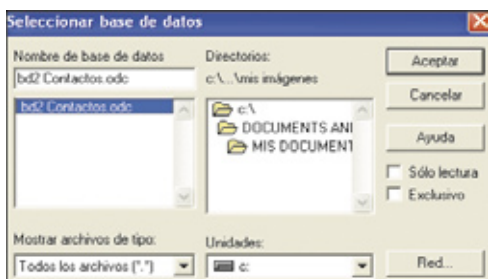 Seleccionar base de datos
Nombre de base de datos
bd2 Contactos.odc
bd2 Contactos.odc
Directorios:
c:\...\mis imágenes
c:\
DOCUMENTS ANI
MIS DOCUMENT
Aceptar
Cancelar
Ayuda
Sólo lectura
Exclusivo
Mostrar archivos de tipo:
Todos los archivos (*.*)
Unidades:
c:
Red...